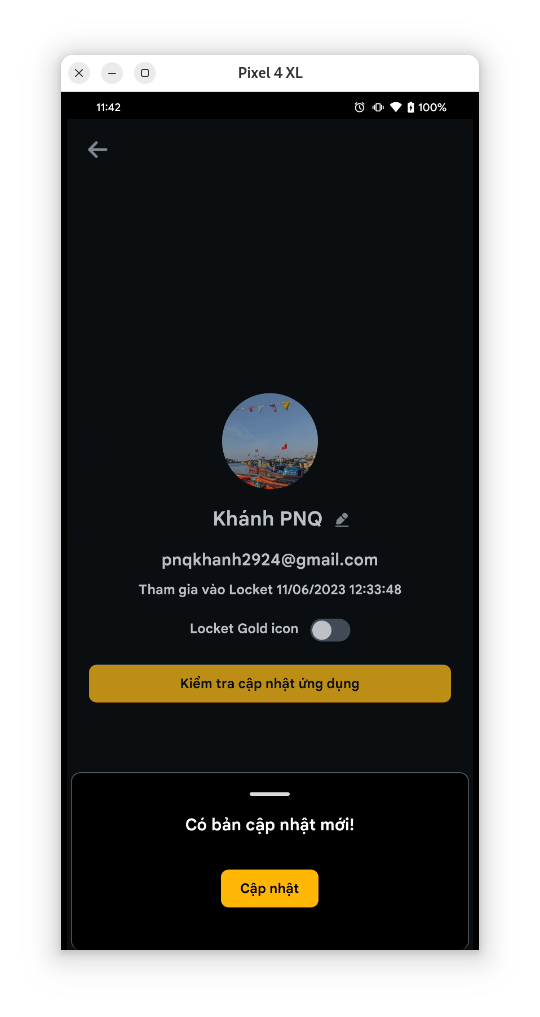 Pixel 4 XL
11:42
100%
Khánh PNQ
pnqkhanh2924@gmail.com
Tham gia vào Locket 11/06/2023 12:33:48
Locket Gold icon
Kiểm tra cập nhật ứng dụng
Có bản cập nhật mới!
Cập nhật